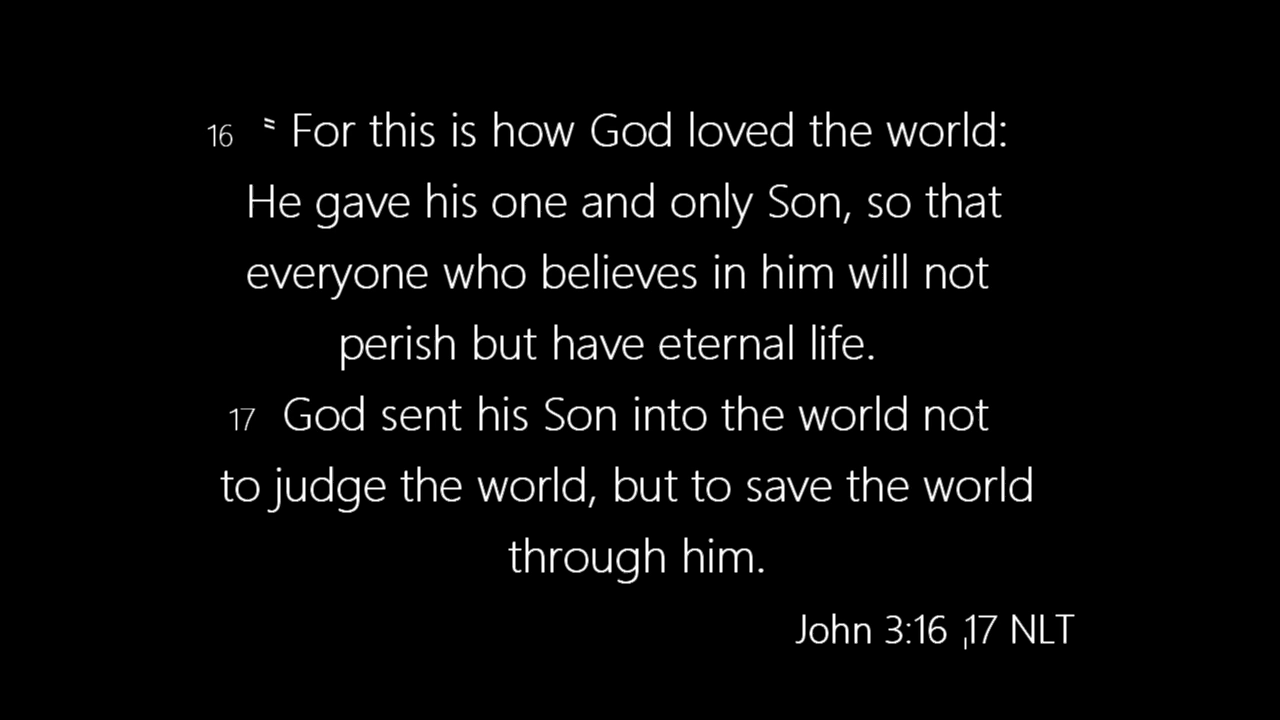 16 “ For this is how God loved the world:
He gave his one and only Son, so that
everyone who believes in him will not
perish but have eternal life.
17 God sent his Son into the world not
to judge the world, but to save the world
through him.
John 3:16 ,17 NLT